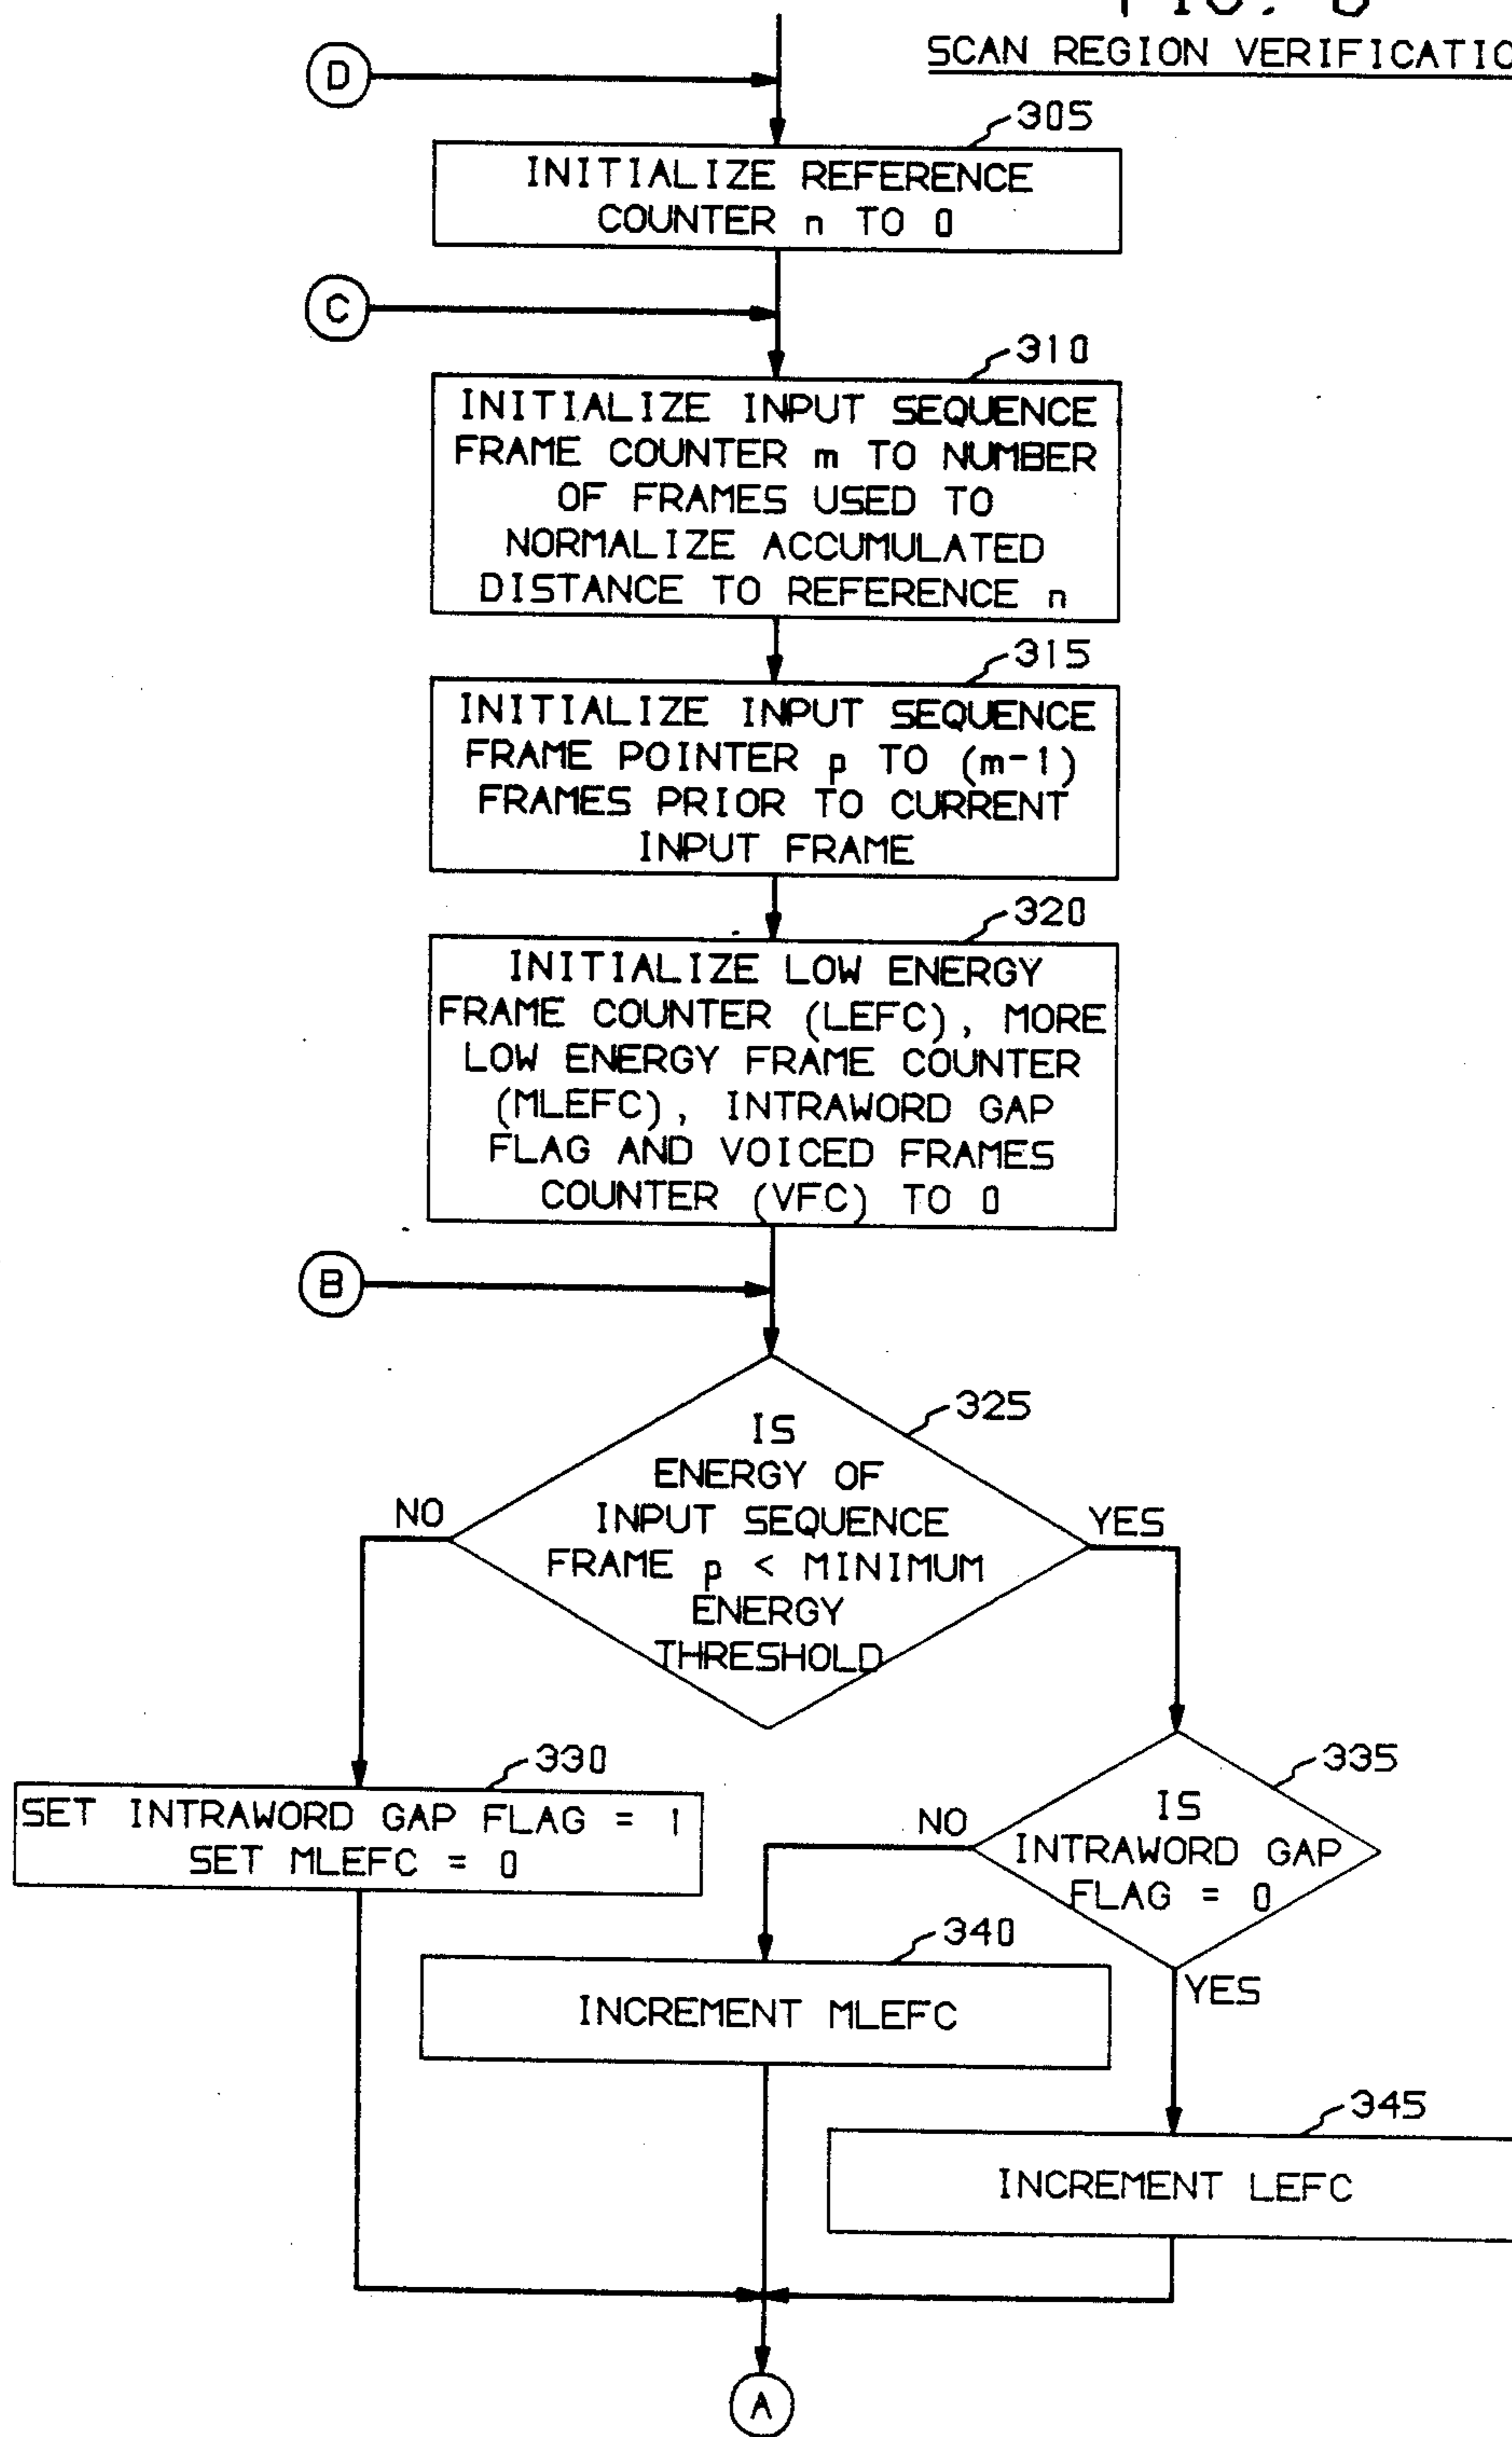 SCAN REGION VERIFICATIO
D
305
INITIALIZE REFERENCE
COUNTER n TO 0
C
310
INITIALIZE INPUT SEQUENCE
FRAME COUNTER m TO NUMBER
OF FRAMES USED TO
NORMALIZE ACCUMULATED
DISTANCE TO REFERENCE n
315
INITIALIZE INPUT SEQUENCE
FRAME POINTER p TO (m-1)
FRAMES PRIOR TO CURRENT
INPUT FRAME
320
INITIALIZE LOW ENERGY
FRAME COUNTER (LEFC), MORE
LOW ENERGY FRAME COUNTER
(MLEFC), INTRAWORD GAP
FLAG AND VOICED FRAMES
COUNTER (VFC) TO 0
B
325
IS
ENERGY OF
INPUT SEQUENCE
FRAME p < MINIMUM
ENERGY
THRESHOLD
NO
YES
330
SET INTRAWORD GAP FLAG = 1
SET MLEFC = 0
335
IS
INTRAWORD GAP
FLAG = 0
NO
YES
340
INCREMENT MLEFC
345
INCREMENT LEFC
A